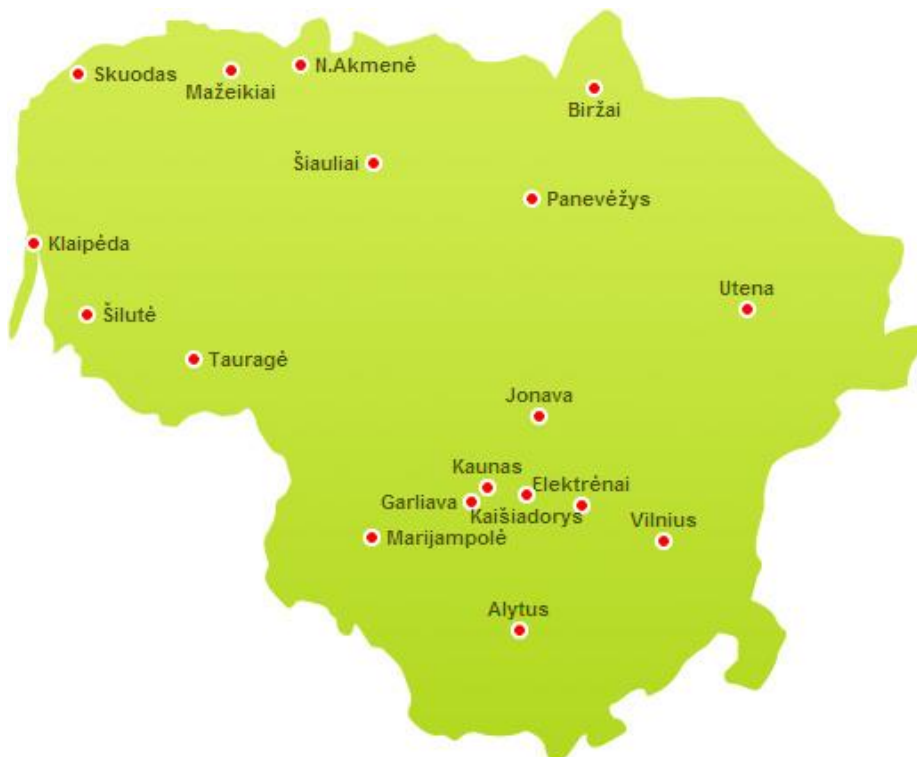 N.Akmenė
Skuodas
Mažeikiai
Biržai
Šiauliai
Panevėžys
Klaipėda
Utena
Šilutė
Tauragė
Jonava
Kaunas
Elektrėnai
Garliava
Kaišiadorys
Vilnius
Marijampolė
Alytus